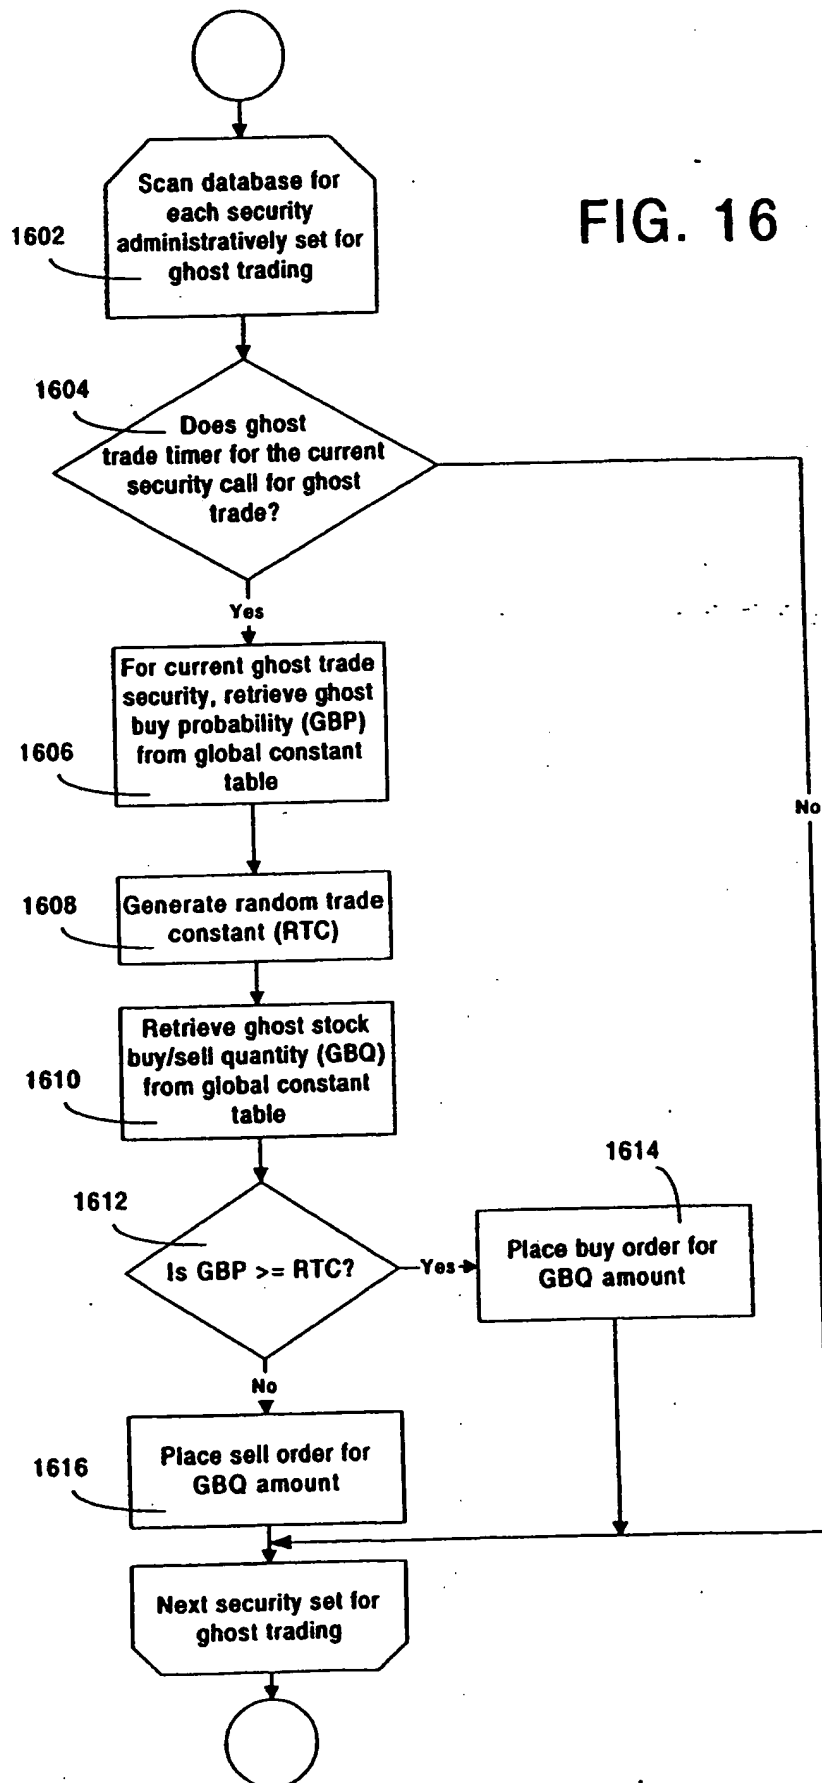 FIG. 16
1602
Scan database for
each security
administratively set for
ghost trading
1604
Does ghost
trade timer for the current
security call for ghost
trade?
Yes
No
1606
For current ghost trade
security, retrieve ghost
buy probability (GBP)
from global constant
table
1608
Generate random trade
constant (RTC)
1610
Retrieve ghost stock
buy/sell quantity (GBQ)
from global constant
table
1612
Is GBP >= RTC?
Yes
1614
Place buy order for
GBQ amount
No
1616
Place sell order for
GBQ amount
Next security set for
ghost trading